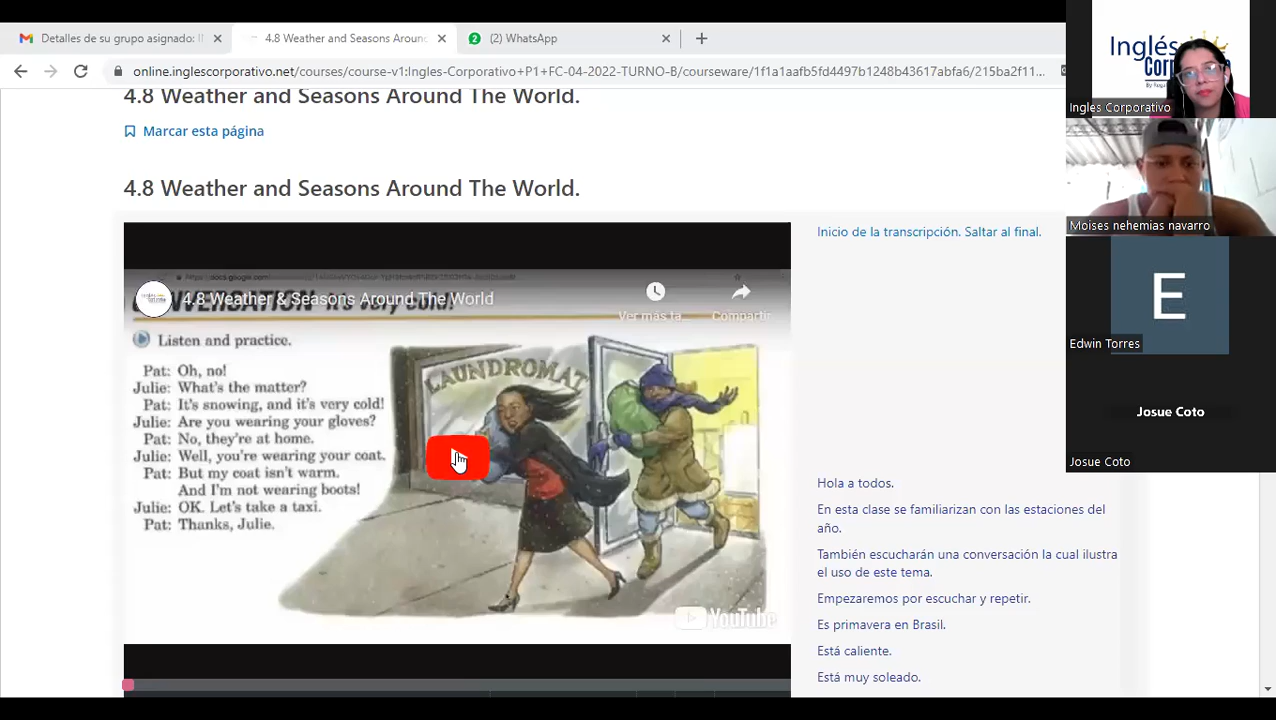 Detalles de su grupo asignado: I
4.8 Weather and Seasons Aroun
(2) WhatsApp
online.inglescorporativo.net/courses/course-v1:Ingles-Corporativo+P1+FC-04-2022-TURNO-B/courseware/1f1a1aafb5fd4497b1248b43617abfa6/215ba2f11...
4.8 Weather and Seasons Around The World.
Marcar esta página
4.8 Weather and Seasons Around The World.
4.8 Weather & Seasons Around The World
Ver más ta...
Compartir
Listen and practice.
Pat: Oh, no!
Julie: What's the matter?
Pat: It's snowing, and it's very cold!
Julie: Are you wearing your gloves?
Pat: No, they're at home.
Julie: Well, you're wearing your coat.
Pat: But my coat isn't warm.
And I'm not wearing boots!
Julie: OK. Let's take a taxi.
Pat: Thanks, Julie.
LAUNDROMAT
YouTube
Inicio de la transcripción. Saltar al final.
Hola a todos.
En esta clase se familiarizan con las estaciones del
año.
También escucharán una conversación la cual ilustra
el uso de este tema.
Empezaremos por escuchar y repetir.
Es primavera en Brasil.
Está caliente.
Está muy soleado.
Inglés
Ingles Corporativo
Moises nehemias navarro
E
Edwin Torres
Josue Coto
Josue Coto